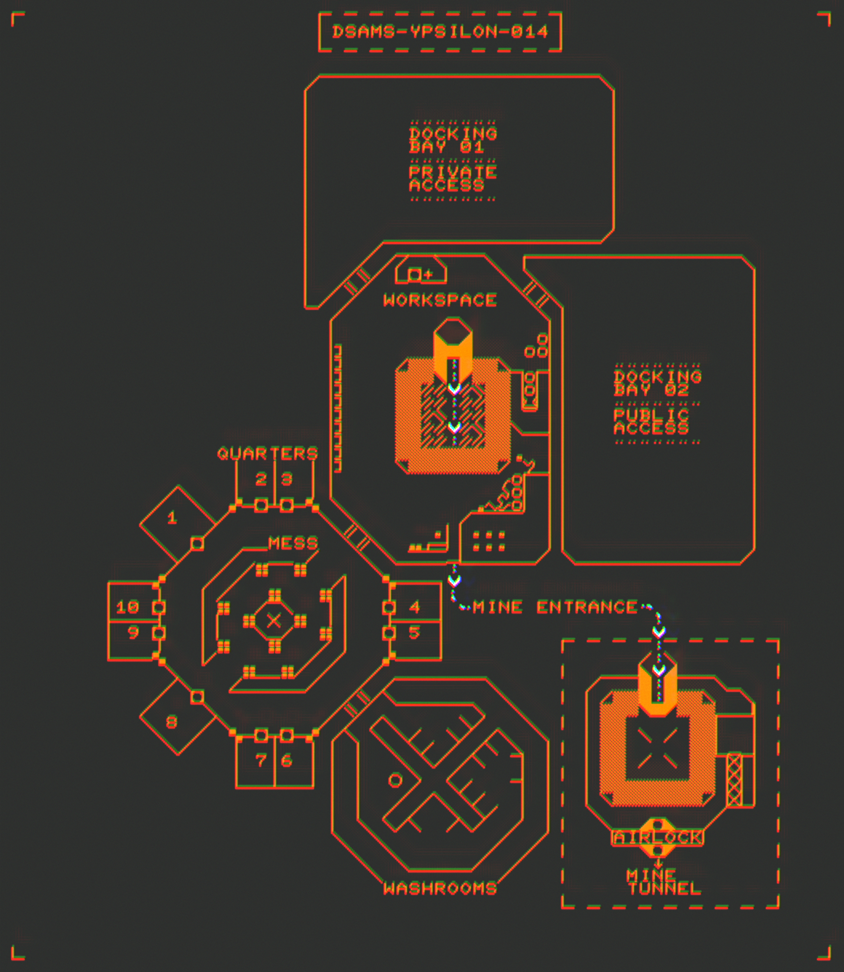 DSAMS-YPSILON-014
DOCKING
BAY 01
PRIVATE
ACCESS
WORKSPACE
DOCKING
BAY 02
PUBLIC
ACCESS
QUARTERS
2 3
1
MESS
10
9
4
5
8
7 6
MINE ENTRANCE
WASHROOMS
AIRLOCK
MINE
TUNNEL